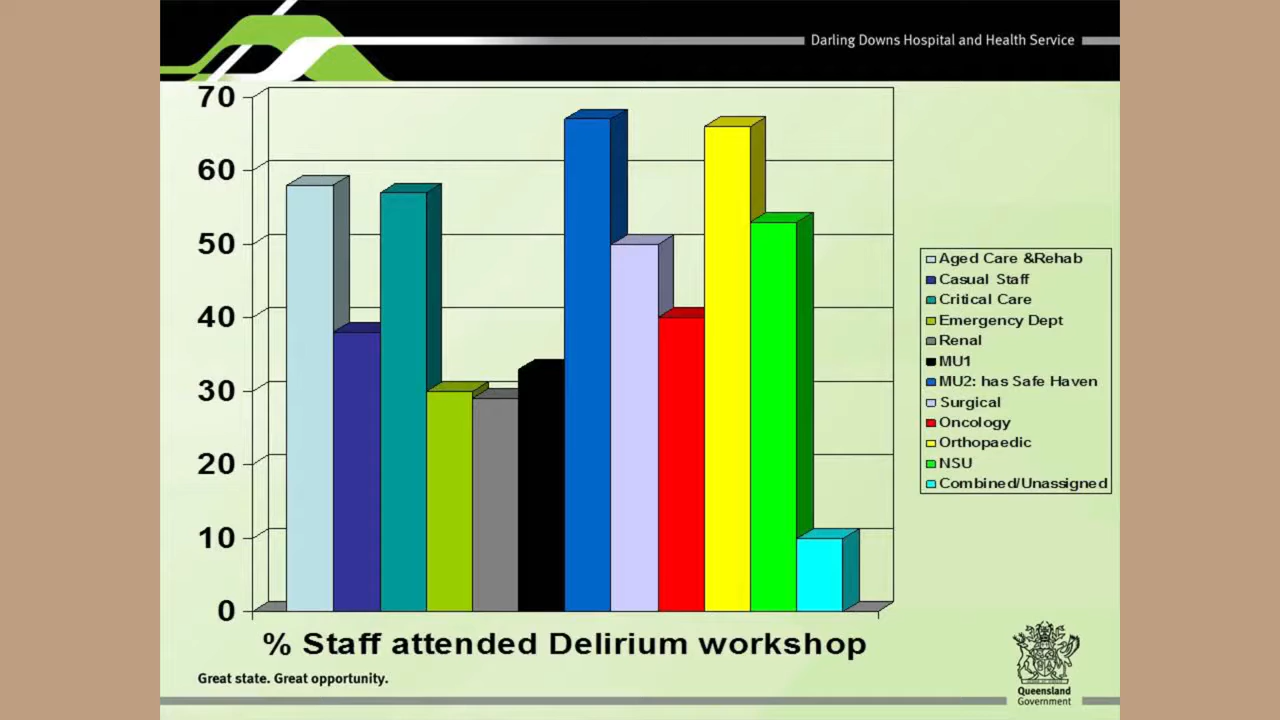 Darling Downs Hospital and Health Service
70
60
50
40
30
20
10
0
Aged Care &Rehab
Casual Staff
Critical Care
Emergency Dept
Renal
MU1
MU2: has Safe Haven
Surgical
Oncology
Orthopaedic
NSU
Combined/Unassigned
% Staff attended Delirium workshop
Great state. Great opportunity.
Queensland
Government